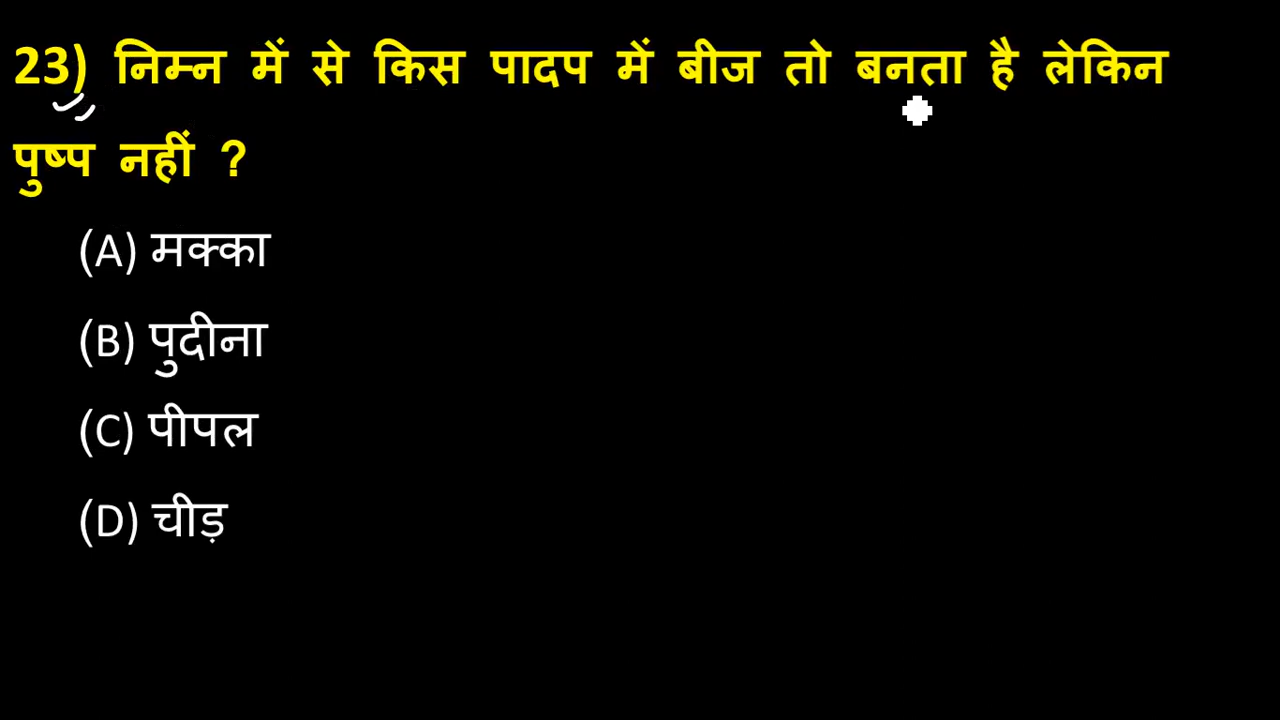 23) निम्न में से किस पादप में बीज तो बनता है लेकिन
पुष्प नहीं ?
(A) मक्का
(B) पुदीना
(C) पीपल
(D) चीड़